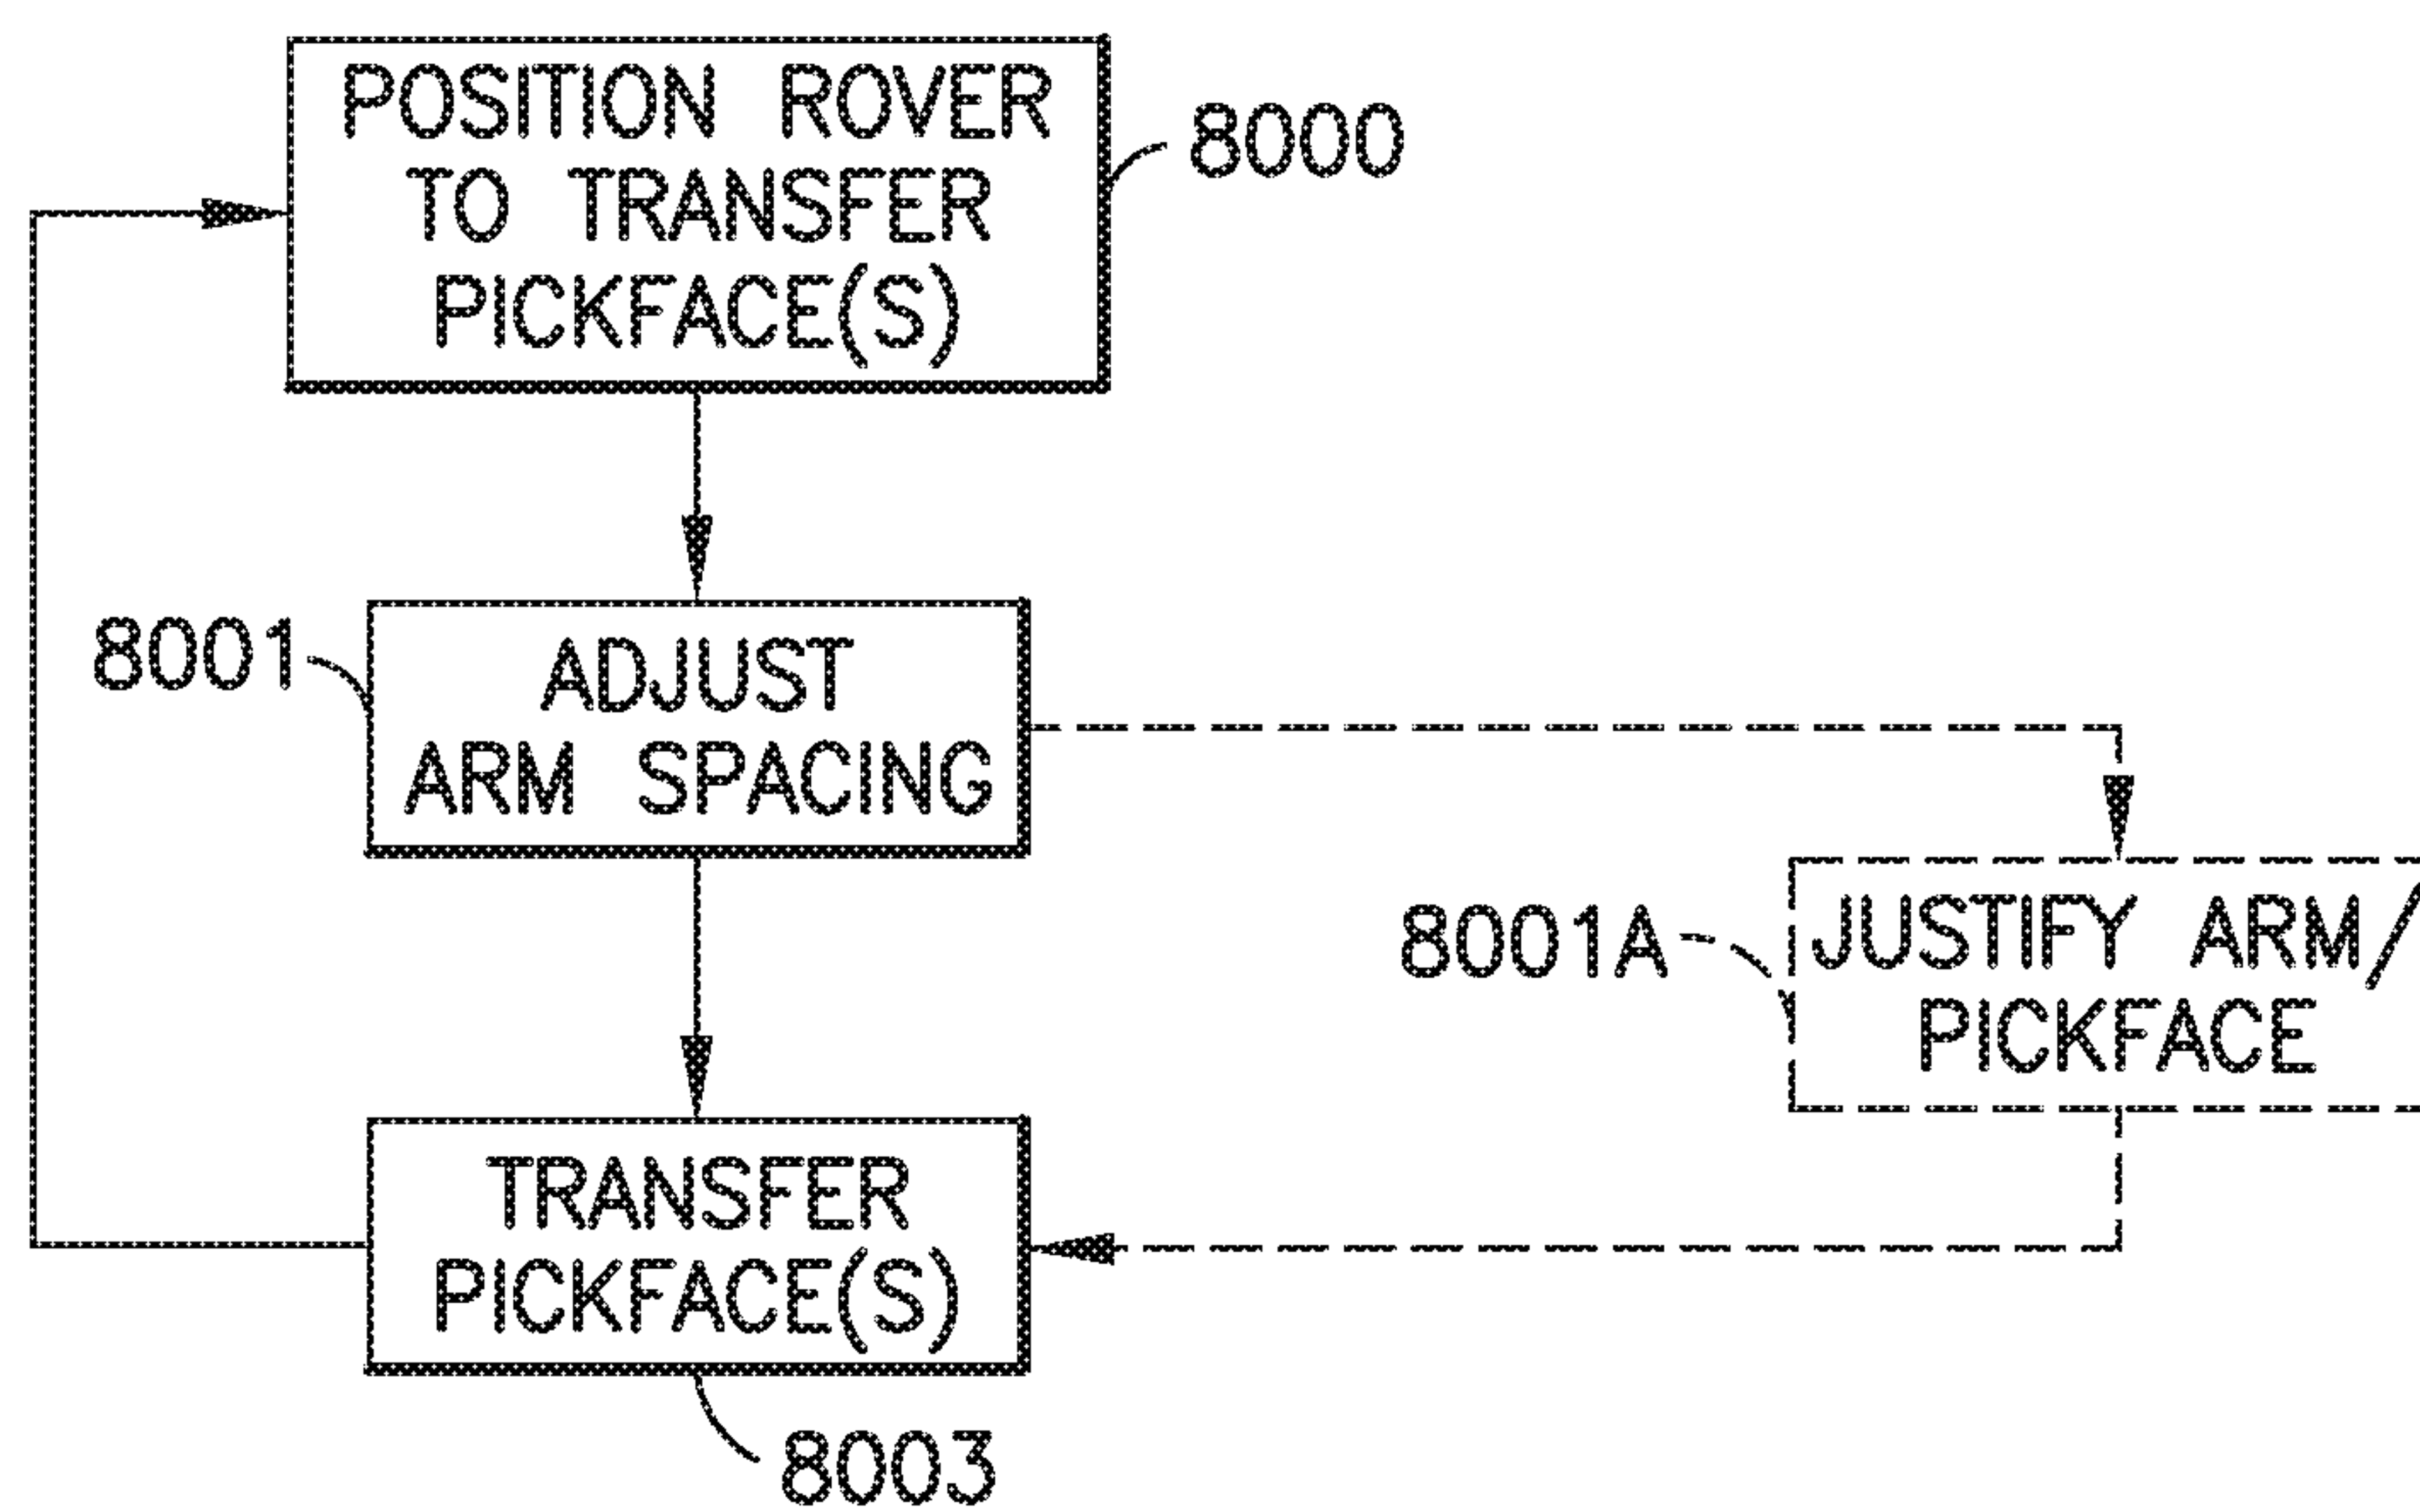 POSITION ROVER
TO TRANSFER
PICKFACE(S)
8000
8001
ADJUST
ARM SPACING
8001A
JUSTIFY ARM/
PICKFACE
TRANSFER
PICKFACE(S)
8003